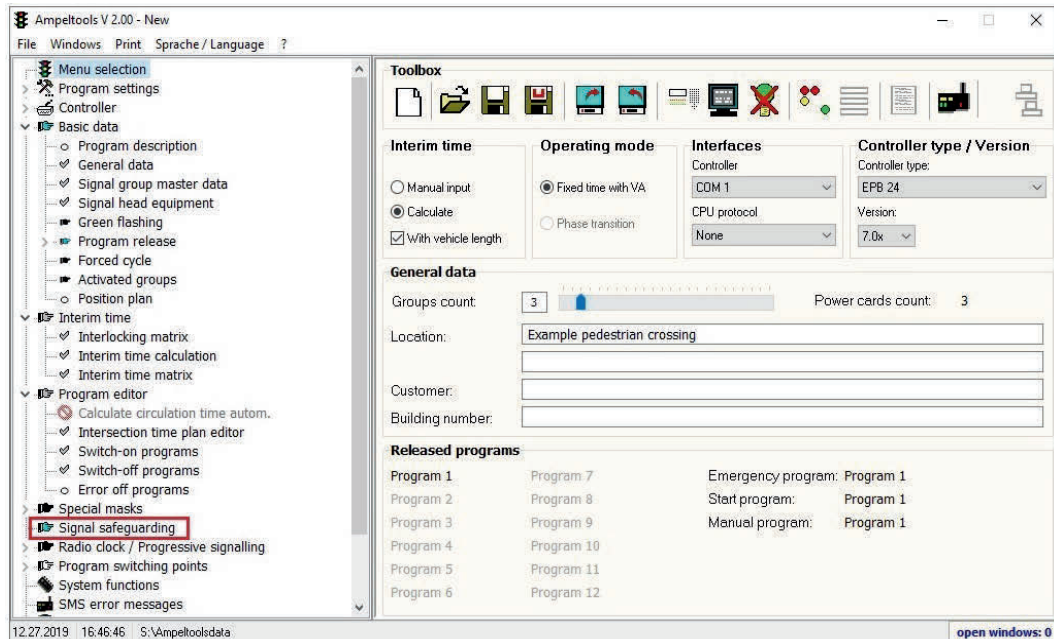 Ampeltools V 2.00 - New
File Windows Print Sprache / Language ?
Menu selection
Program settings
Controller
Basic data
Program description
General data
Signal group master data
Signal head equipment
Green flashing
Program release
Forced cycle
Activated groups
Position plan
Interim time
Interlocking matrix
Interim time calculation
Interim time matrix
Program editor
Calculate circulation time autom.
Intersection time plan editor
Switch-on programs
Switch-off programs
Error off programs
Special masks
Signal safeguarding
Radio clock / Progressive signalling
Program switching points
System functions
SMS error messages
Toolbox
Interim time
Manual input
Calculate
With vehicle length
Operating mode
Fixed time with VA
Phase transition
Interfaces
Controller
COM 1
CPU protocol
None
Controller type / Version
Controller type:
EPB 24
Version:
7.0x
General data
Groups count: 3 Power cards count: 3
Location: Example pedestrian crossing
Customer:
Building number:
Released programs
Program 1 Program 7 Emergency program: Program 1
Program 2 Program 8 Start program: Program 1
Program 3 Program 9 Manual program: Program 1
Program 4 Program 10
Program 5 Program 11
Program 6 Program 12
12.27.2019 16:46:46 S:\Ampeltoolsdata open windows: 0